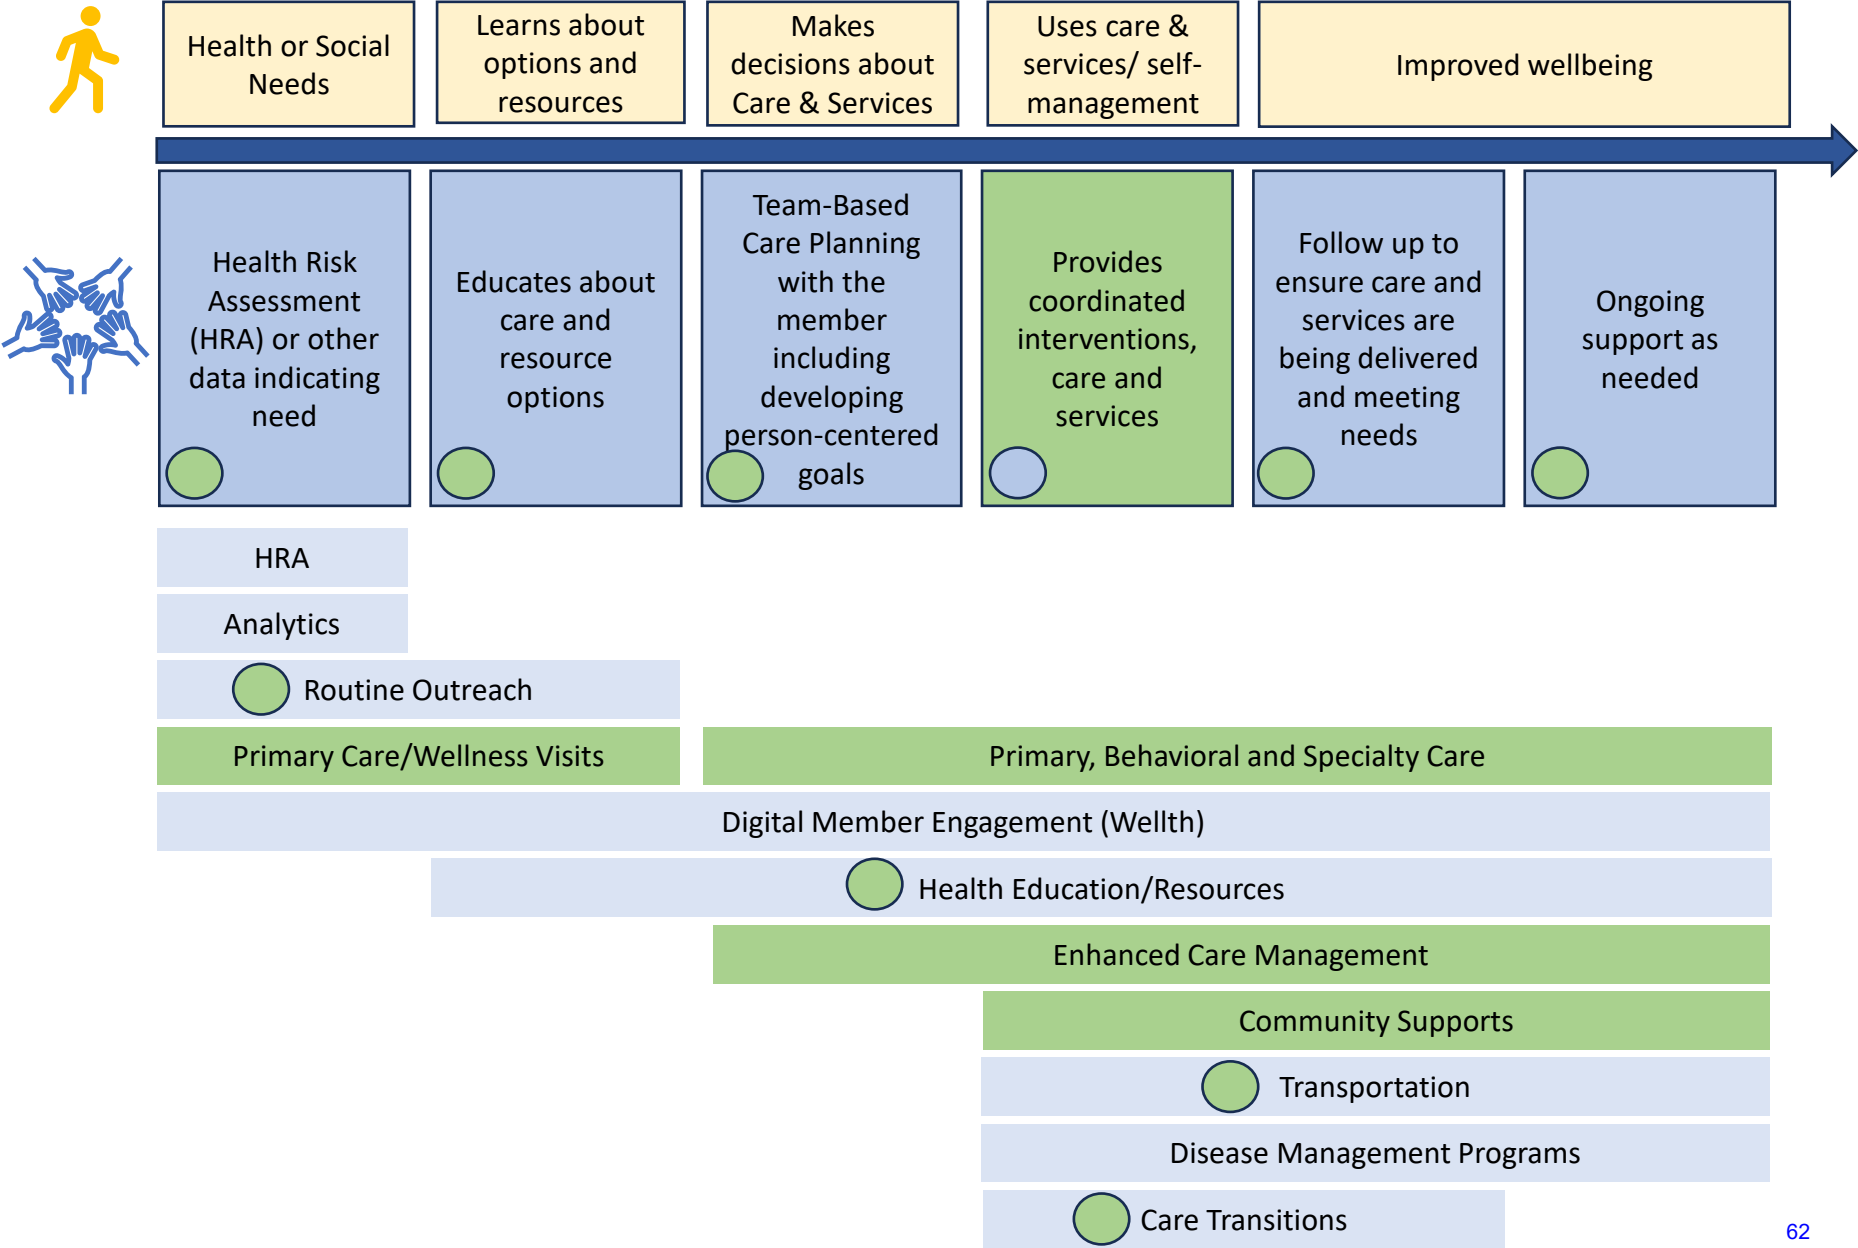 Health or Social
Needs
Learns about
options and
resources
Makes
decisions about
Care & Services
Uses care &
services/ self-
management
Improved wellbeing
Health Risk
Assessment
(HRA) or other
data indicating
need
Educates about
care and
resource
options
Team-Based
Care Planning
with the
member
including
developing
person-centered
goals
Provides
coordinated
interventions,
care and
services
Follow up to
ensure care and
services are
being delivered
and meeting
needs
Ongoing
support as
needed
HRA
Analytics
Routine Outreach
Primary Care/Wellness Visits
Primary, Behavioral and Specialty Care
Digital Member Engagement (Wellth)
Health Education/Resources
Enhanced Care Management
Community Supports
Transportation
Disease Management Programs
Care Transitions
62